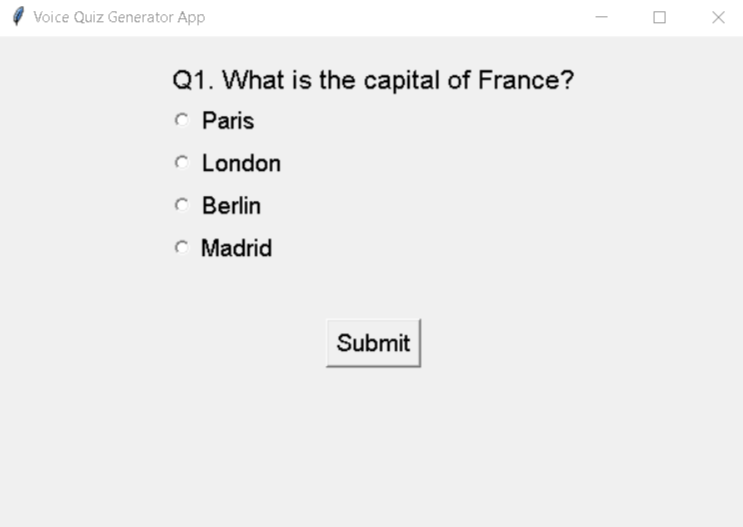 Voice Quiz Generator App
Q1. What is the capital of France?
Paris
London
Berlin
Madrid
Submit